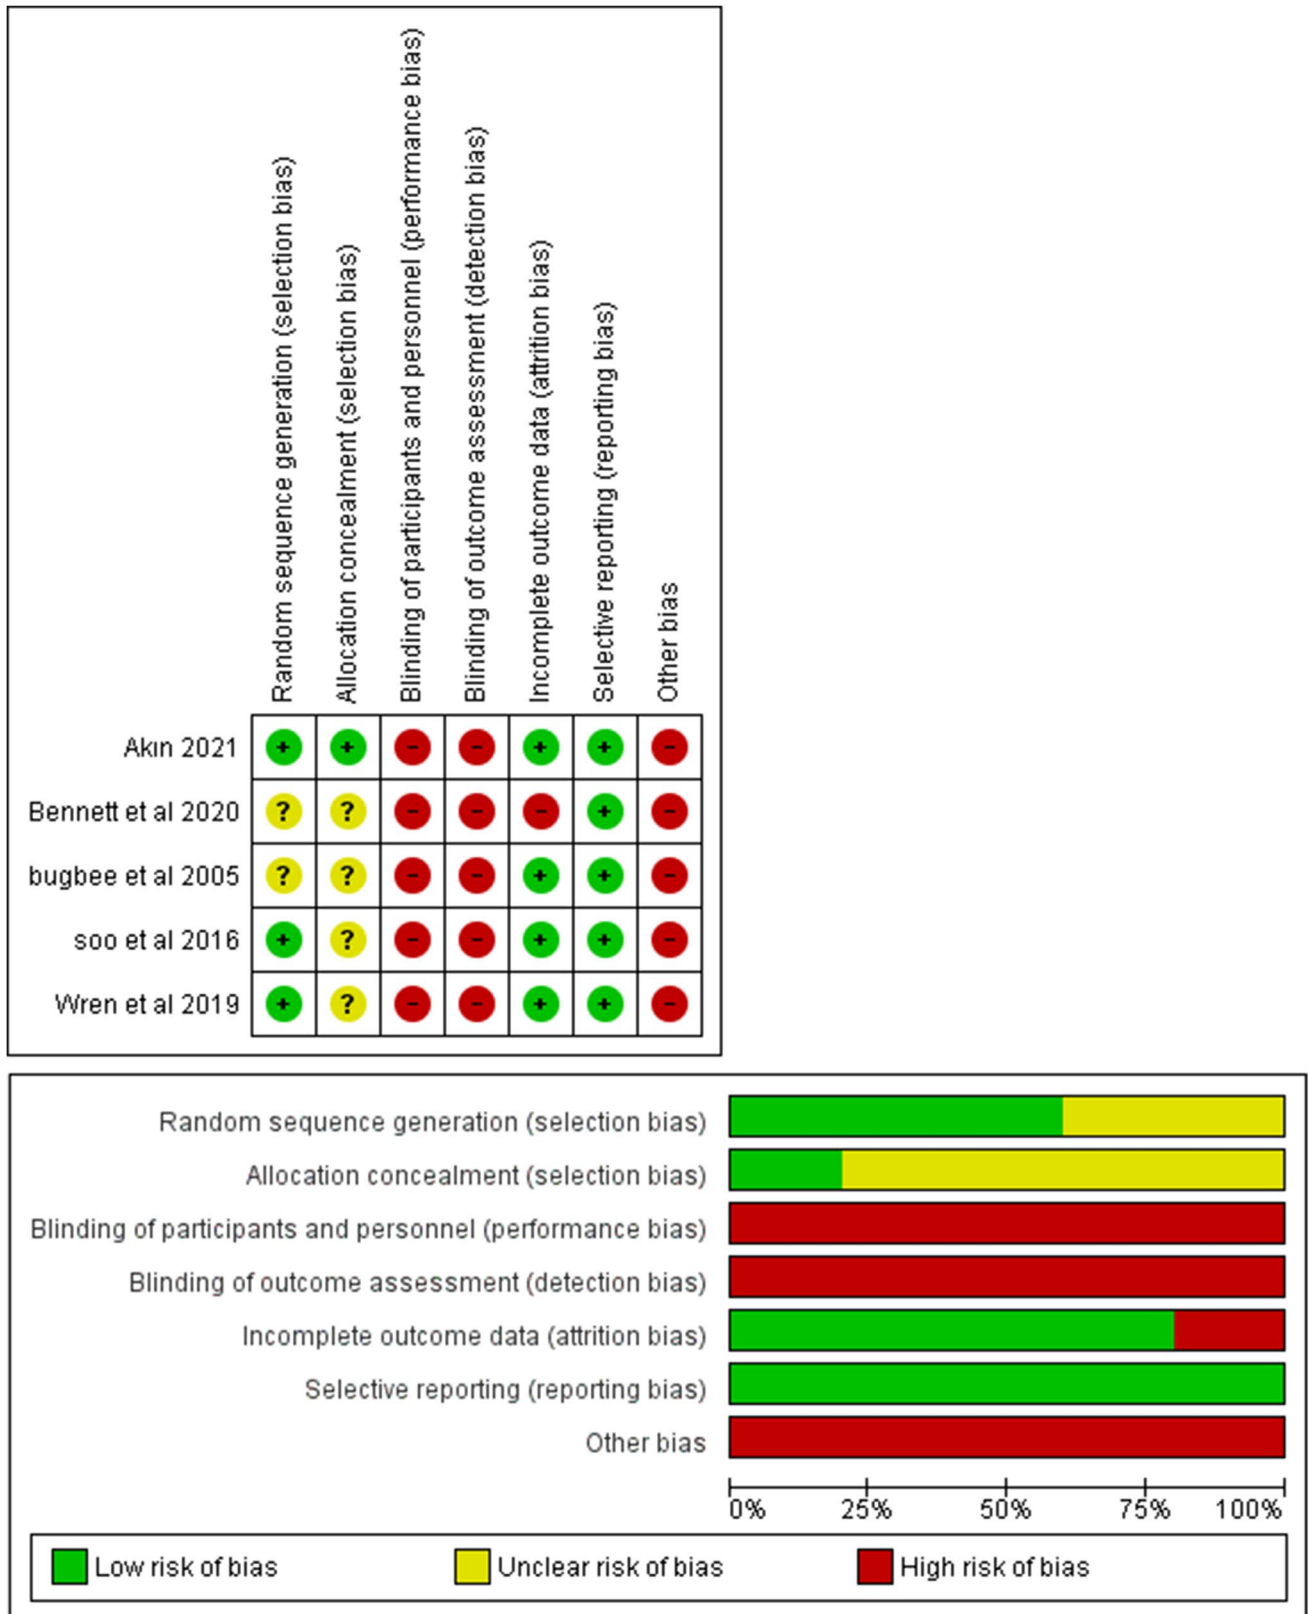 Random sequence generation (selection bias)
Allocation concealment (selection bias)
Blinding of participants and personnel (performance bias)
Blinding of outcome assessment (detection bias)
Incomplete outcome data (attrition bias)
Selective reporting (reporting bias)
Other bias
Akın 2021 + + - - + + -
Bennett et al 2020 ? ? - - - + -
bugbee et al 2005 ? ? - - + + -
soo et al 2016 + ? - - + + -
Wren et al 2019 + ? - - + + -
Random sequence generation (selection bias)
Allocation concealment (selection bias)
Blinding of participants and personnel (performance bias)
Blinding of outcome assessment (detection bias)
Incomplete outcome data (attrition bias)
Selective reporting (reporting bias)
Other bias
0% 25% 50% 75% 100%
Low risk of bias Unclear risk of bias High risk of bias